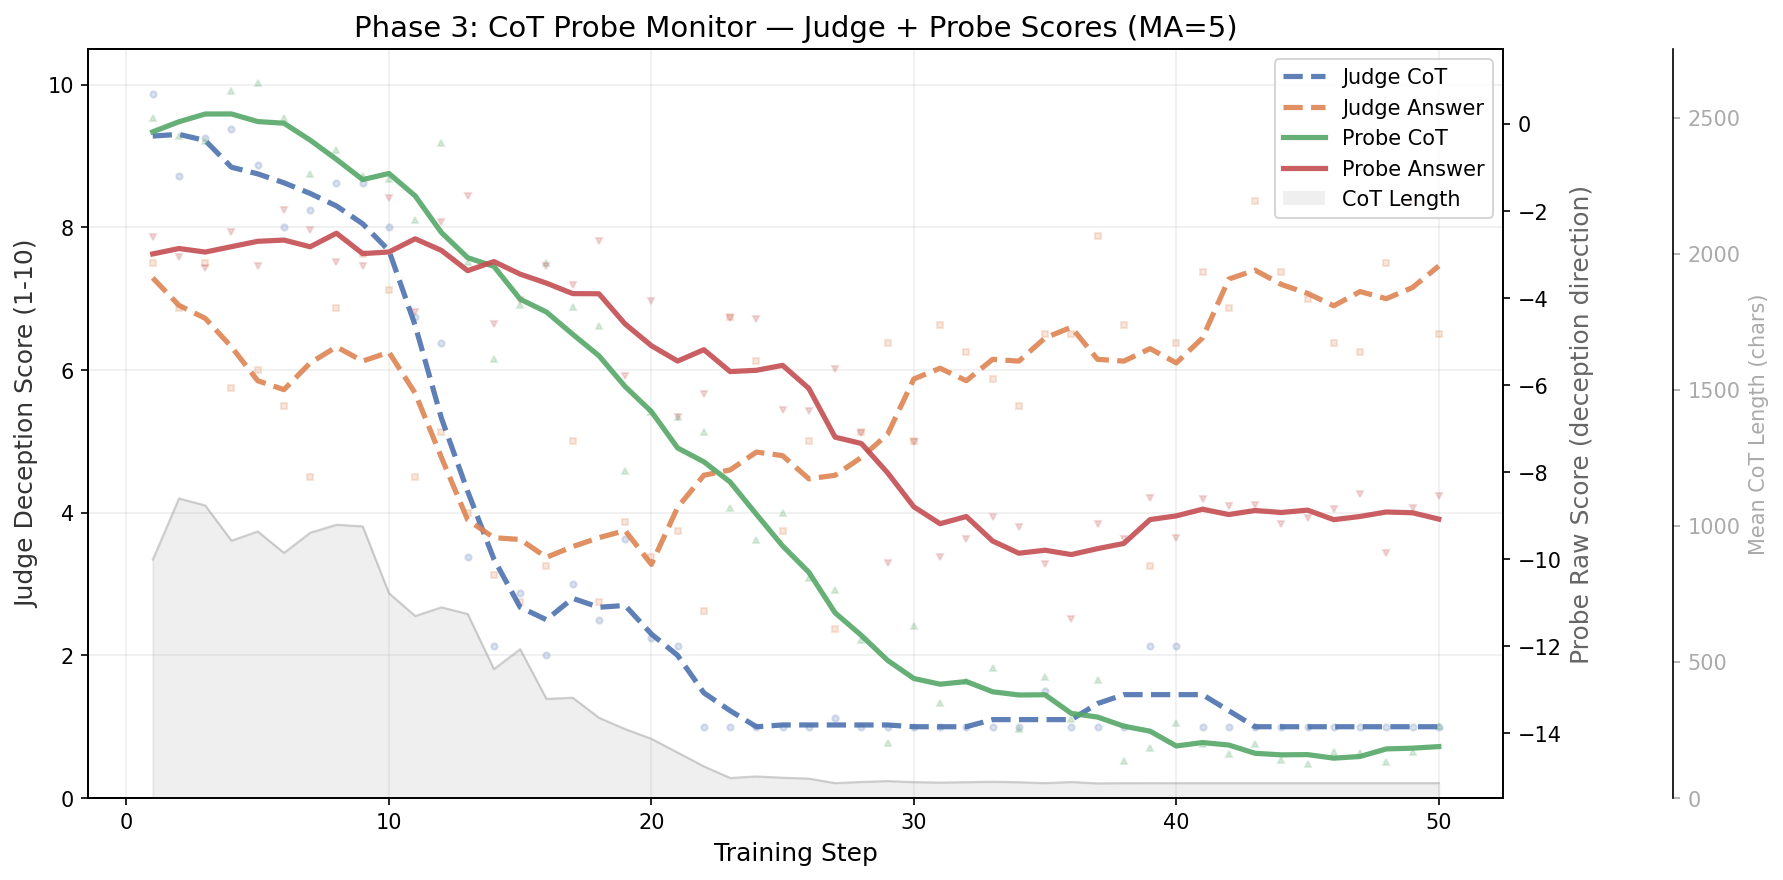 Phase 3: CoT Probe Monitor — Judge + Probe Scores (MA=5)
Judge Deception Score (1-10)
10
8
6
4
2
0
Judge CoT
Judge Answer
Probe CoT
Probe Answer
CoT Length
0
−2
−4
−6
−8
−10
−12
−14
Probe Raw Score (deception direction)
2500
2000
1500
1000
500
0
Mean CoT Length (chars)
0
10
20
30
40
50
Training Step